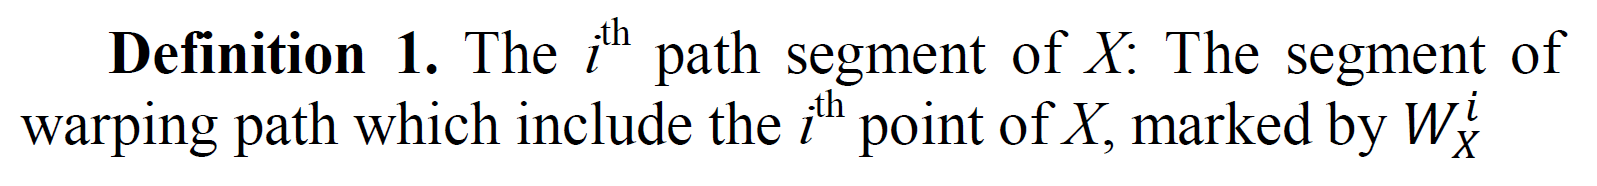 Definition 1. The iᵗʰ path segment of X: The segment of
warping path which include the iᵗʰ point of X, marked by $W_X^i$